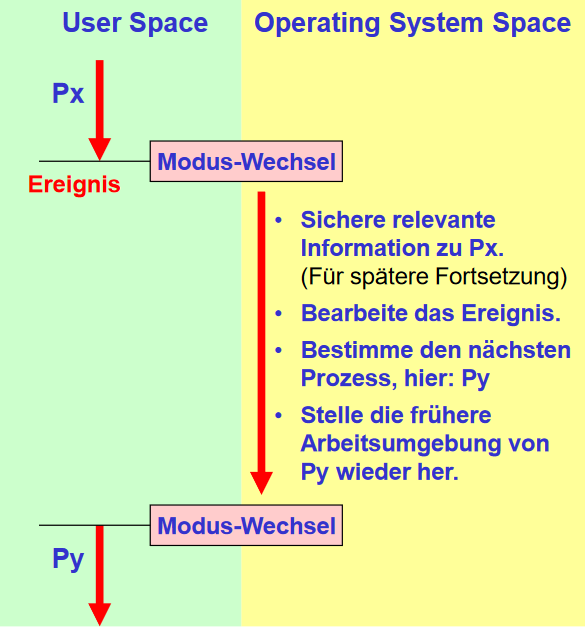 User Space
Operating System Space
Px
Modus-Wechsel
Ereignis
• Sichere relevante
Information zu Px.
(Für spätere Fortsetzung)
• Bearbeite das Ereignis.
• Bestimme den nächsten
Prozess, hier: Py
• Stelle die frühere
Arbeitsumgebung von
Py wieder her.
Modus-Wechsel
Py